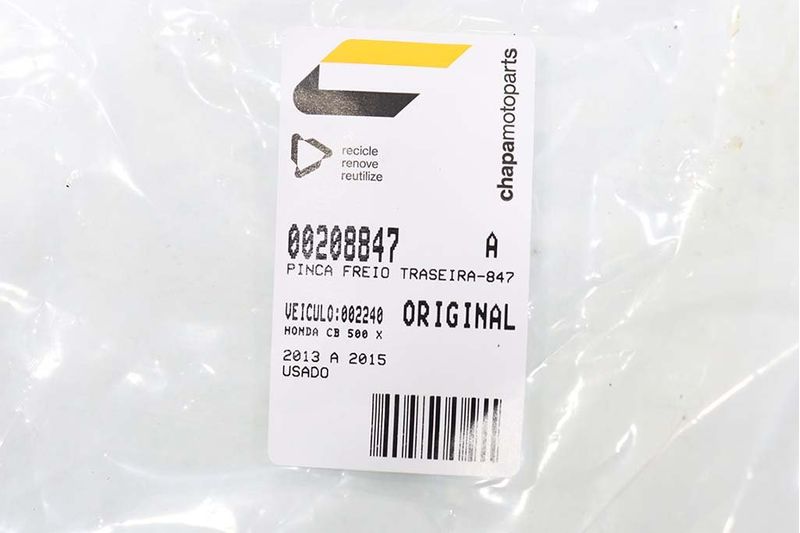 chapamotoparts
recicle
renove
reutilize
00208847 A
PINCA FREIO TRASEIRA-847
VEICULO:002240 ORIGINAL
HONDA CB 500 X
2013 A 2015
USADO